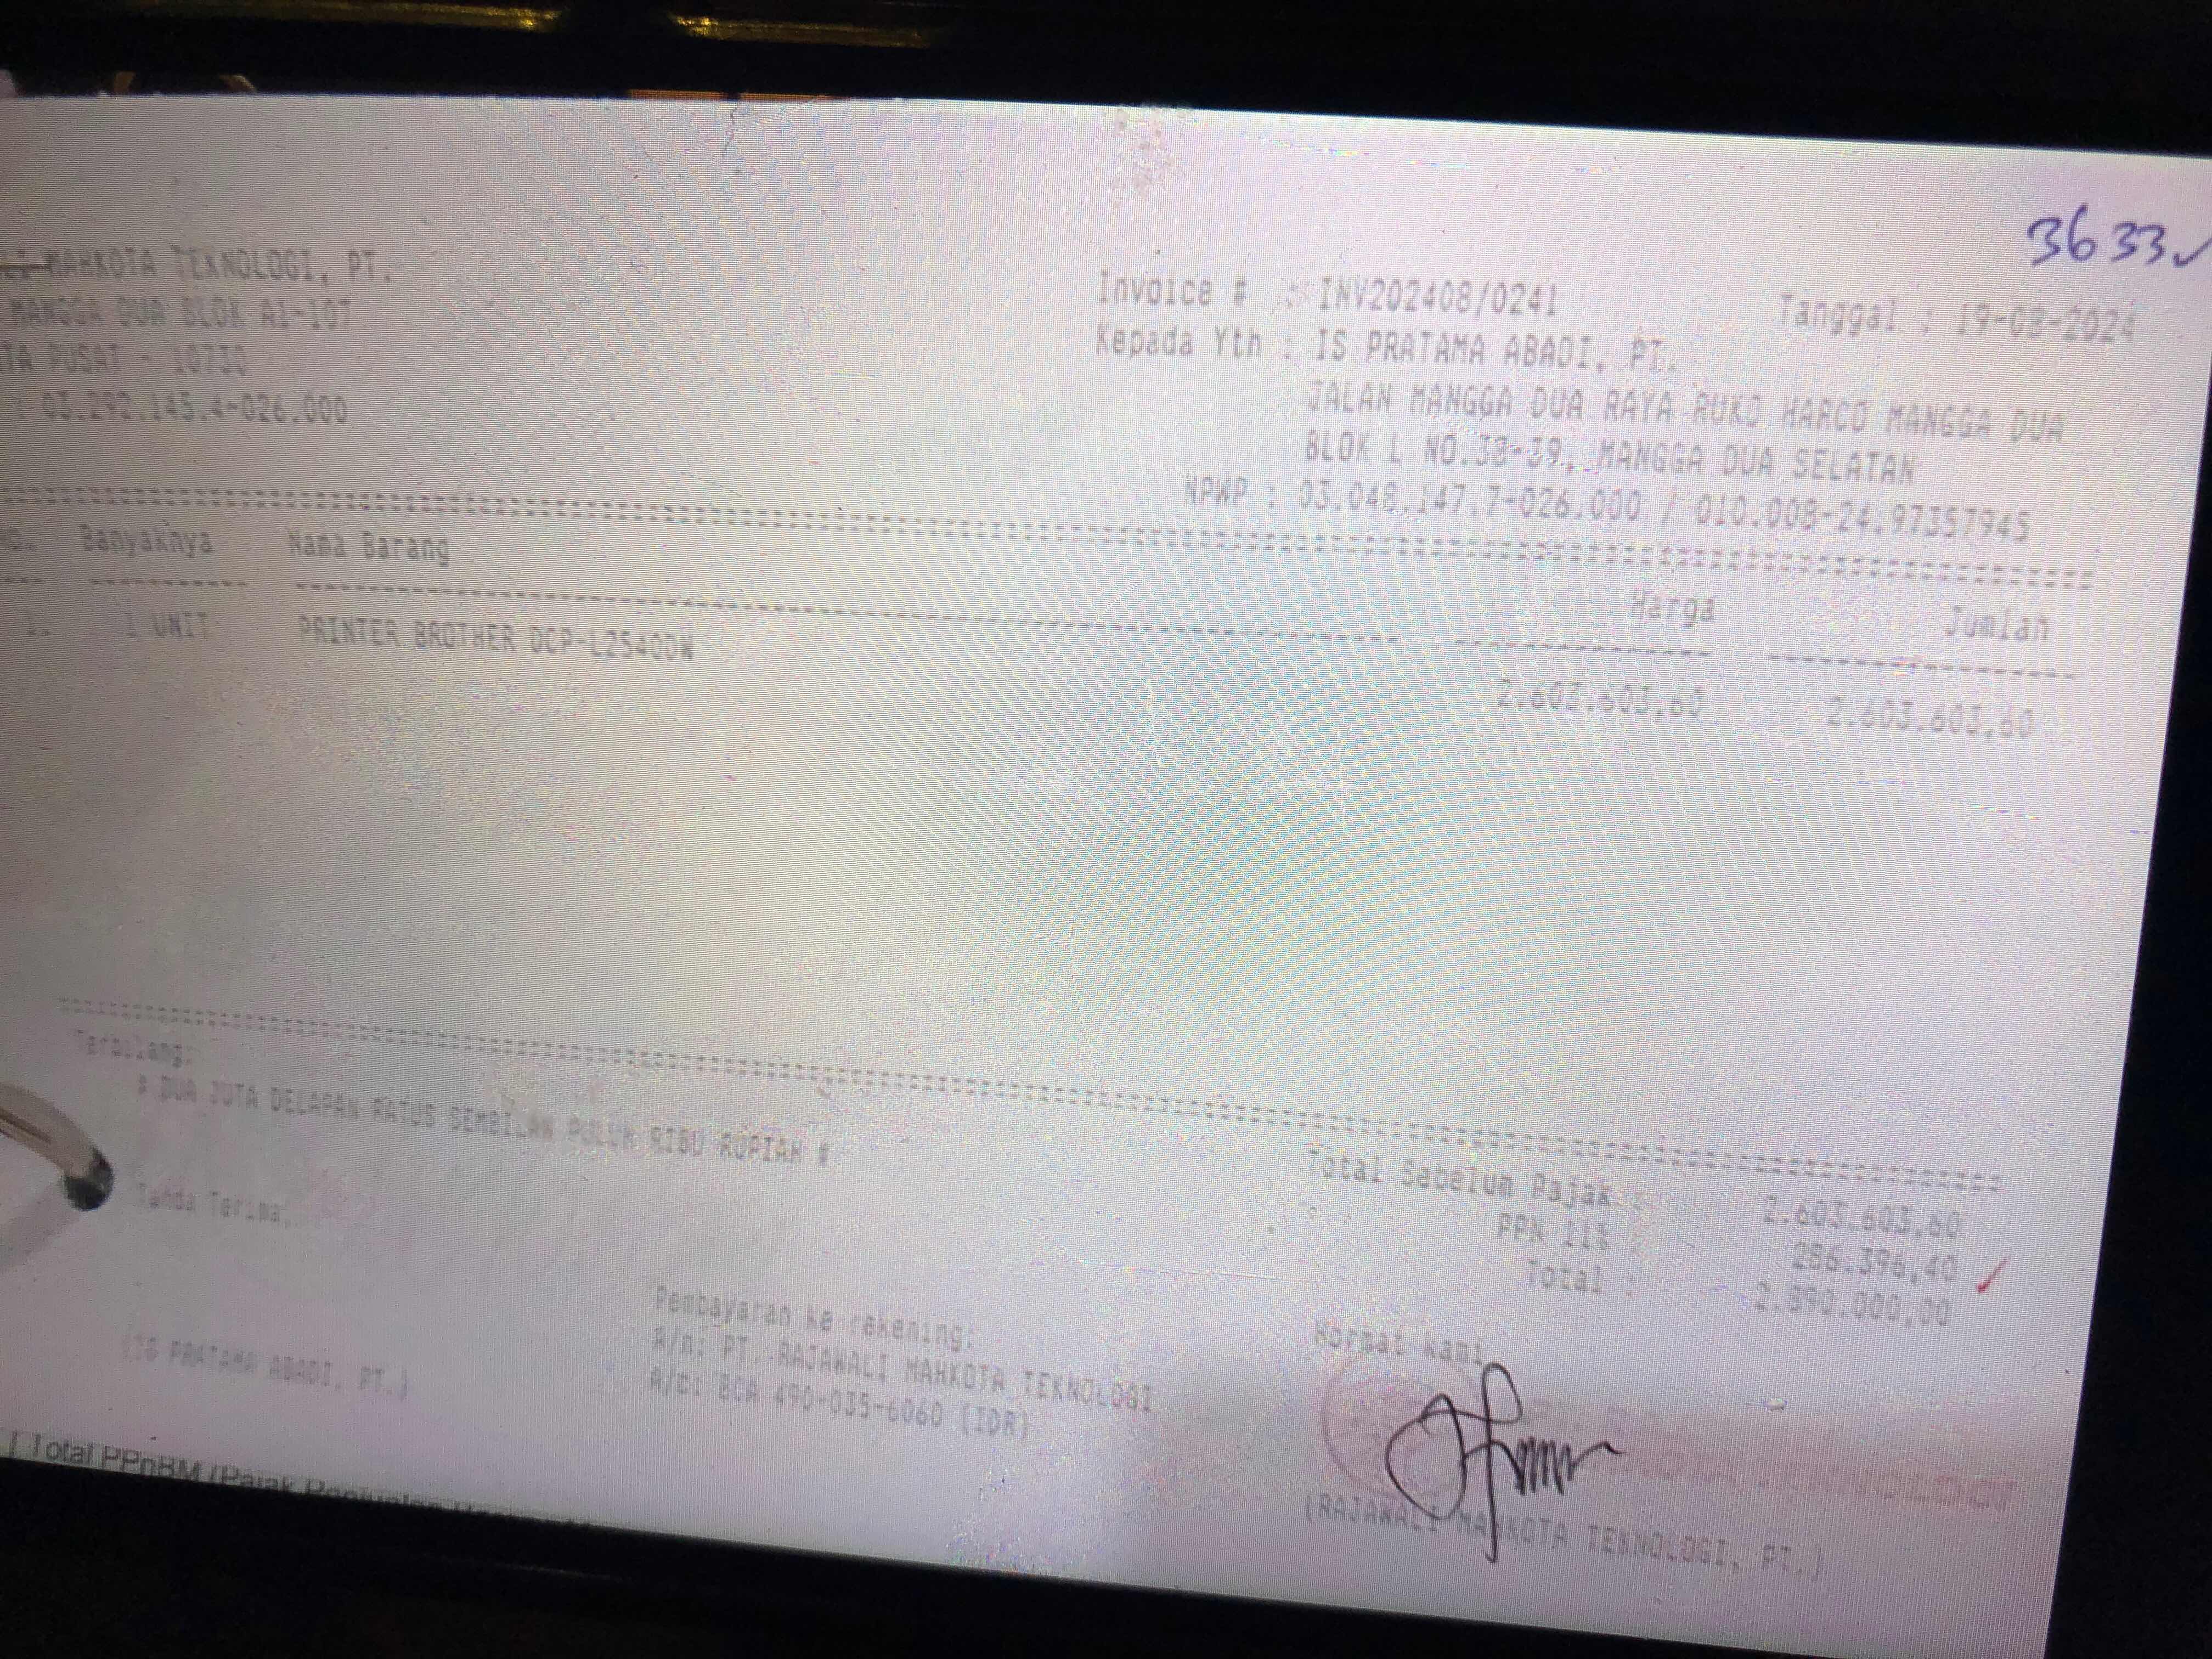 3633
MAHKOTA TEKNOLOGI, PT.
MANGGA DUA BLOK A1-107
TA PUSAT - 10730
: 03.292.145.4-026.000
Invoice # : INV202408/0241
Tanggal : 19-08-2024
Kepada Yth : IS PRATAMA ABADI, PT.
JALAN MANGGA DUA RAYA RUKO HARCO MANGGA DUA
BLOK L NO.38-39, MANGGA DUA SELATAN
NPWP : 03.048.147.7-026.000 / 010.008-24.97357945
No. Banyaknya Nama Barang Harga Jumlah
1. 1 UNIT PRINTER BROTHER DCP-L2540DW 2.603.603,60 2.603.603,60
Terbilang:
# DUA JUTA DELAPAN RATUS SEMBILAN PULUH RIBU RUPIAH #
Total Sebelum Pajak : 2.603.603,60
PPN 11% : 286.396,40
Total : 2.890.000,00
Tanda Terima,
Pembayaran ke rekening:
A/n: PT. RAJAWALI MAHKOTA TEKNOLOGI
A/c: BCA 490-035-6060 (IDR)
Hormat kami
(IS PRATAMA ABADI, PT.)
(RAJAWALI MAHKOTA TEKNOLOGI, PT.)
Total PPnBM (Pajak Penjualan